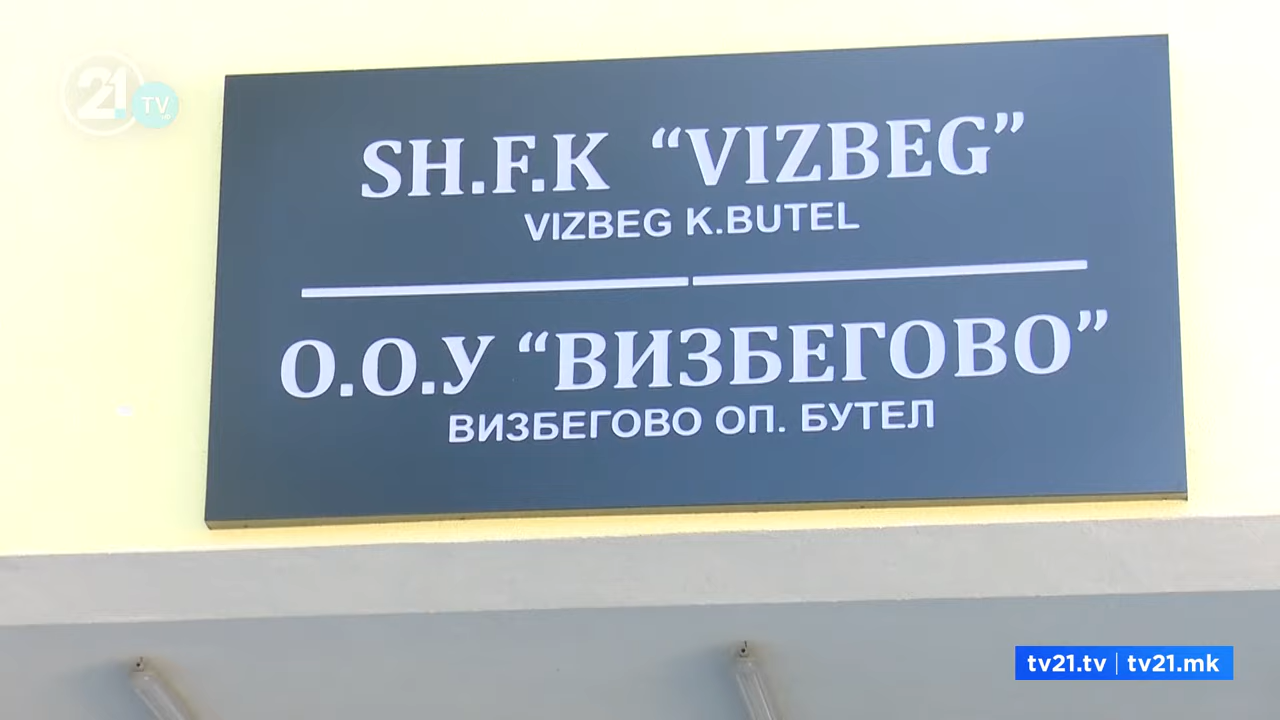 21 TV
SH.F.K “VIZBEG”
VIZBEG K.BUTEL
О.О.У “ВИЗБЕГОВО”
ВИЗБЕГОВО ОП. БУТЕЛ
tv21.tv | tv21.mk